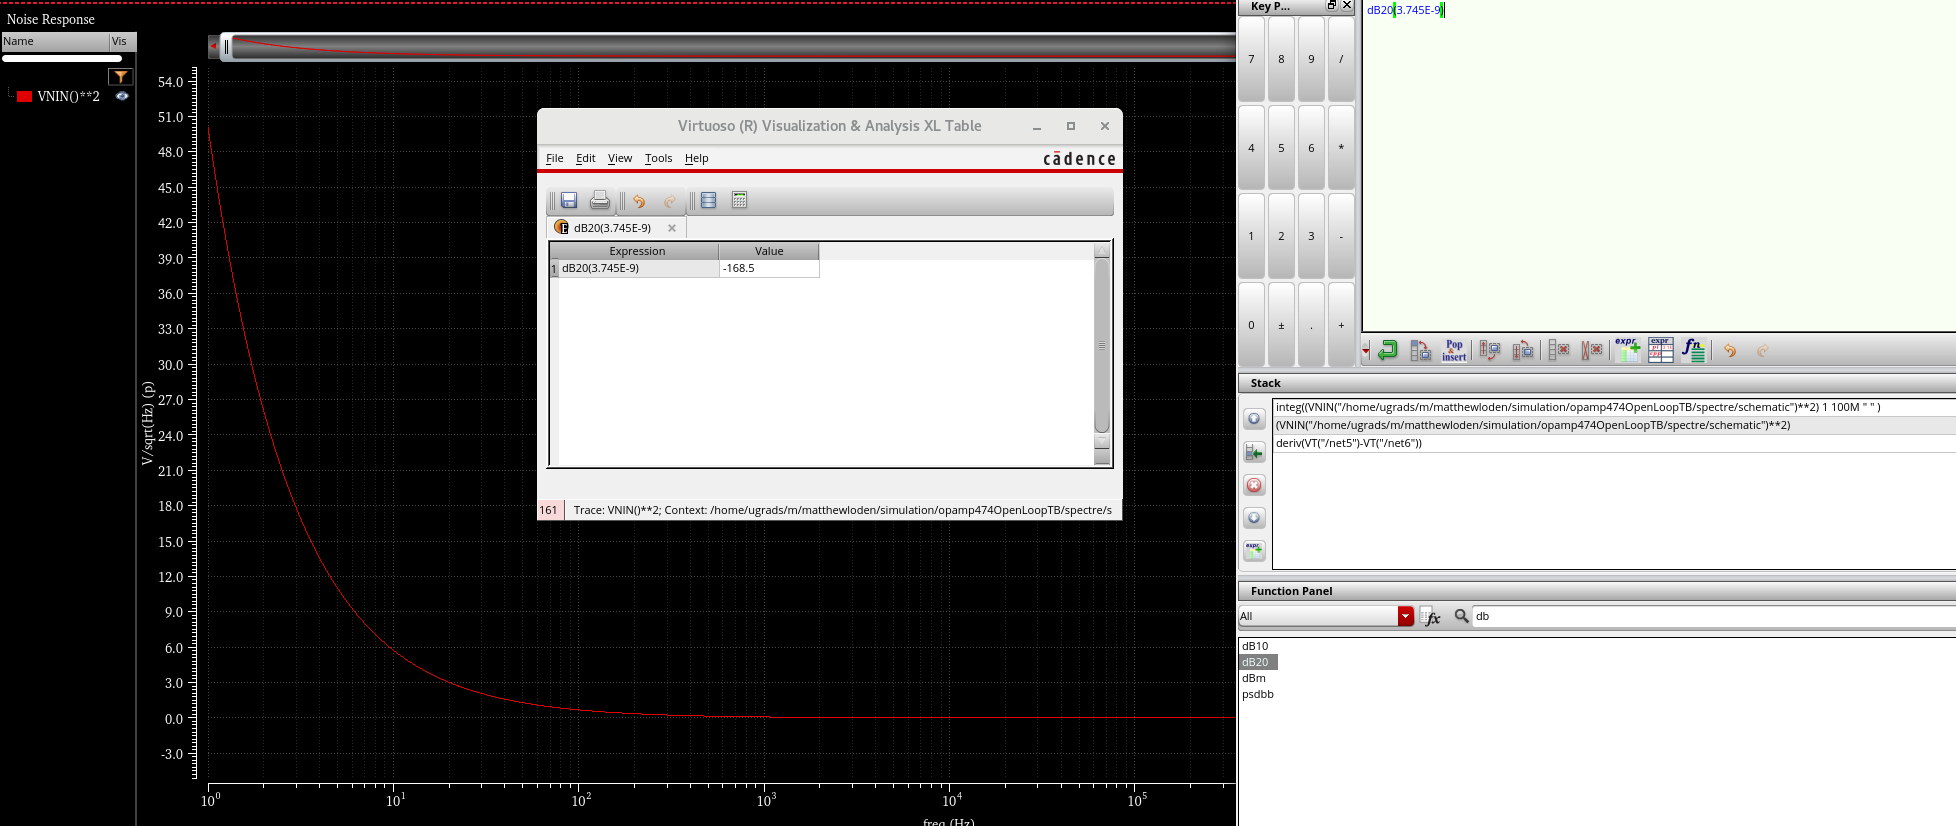 Noise Response
Name Vis
VNIN()**2
54.0
51.0
48.0
45.0
42.0
39.0
36.0
33.0
30.0
27.0
24.0
21.0
18.0
15.0
12.0
9.0
6.0
3.0
0.0
-3.0
V/sqrt(Hz) (p)
10^0 10^1 10^2 10^3 10^4 10^5
freq (Hz)
Virtuoso (R) Visualization & Analysis XL Table
File Edit View Tools Help
cādence
dB20(3.745E-9)
Expression Value
1 dB20(3.745E-9) -168.5
161 Trace: VNIN()**2; Context: /home/ugrads/m/matthewloden/simulation/opamp474OpenLoopTB/spectre/s
Key P...
7 8 9 /
4 5 6 *
1 2 3 -
0 ± . +
dB20(3.745E-9)
Pop & insert
expr
expr
fn
Stack
integ((VNIN("/home/ugrads/m/matthewloden/simulation/opamp474OpenLoopTB/spectre/schematic")**2) 1 100M " " )
(VNIN("/home/ugrads/m/matthewloden/simulation/opamp474OpenLoopTB/spectre/schematic")**2)
deriv(VT("/net5")-VT("/net6"))
expr
Function Panel
All fx db
dB10
dB20
dBm
psdbb